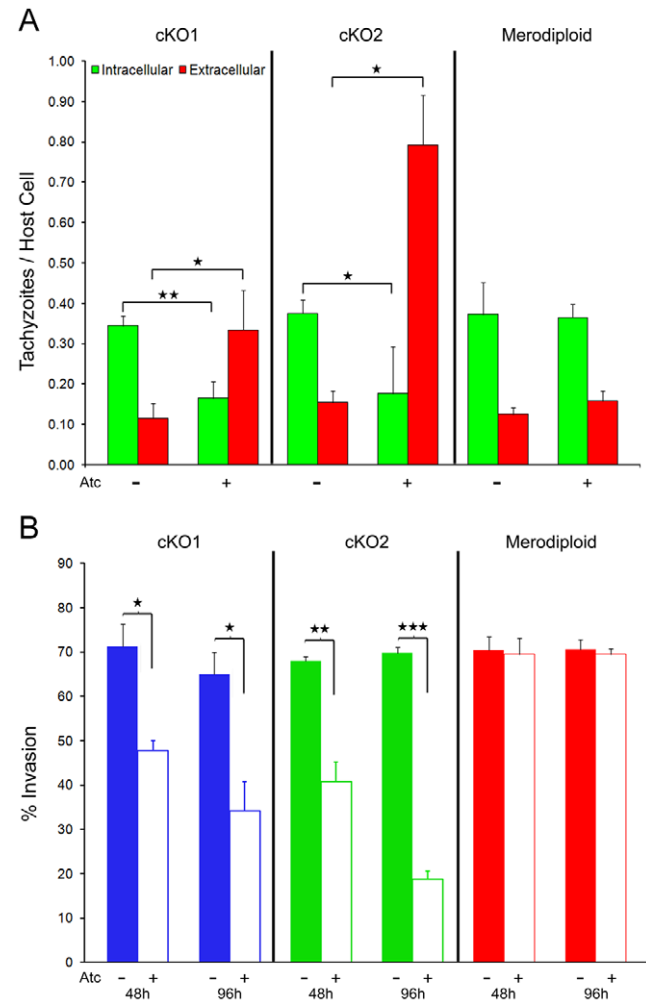 A
cKO1 cKO2 Merodiploid
Intracellular Extracellular
1.00
0.90
0.80
0.70
0.60
0.50
0.40
0.30
0.20
0.10
0.00
Tachyzoites / Host Cell
★
★
★★
★
Atc - + - + - +
B
cKO1 cKO2 Merodiploid
90
80
70
60
50
40
30
20
10
0
% Invasion
★ ★ ★★ ★★★
Atc - + - + - + - + - + - +
48h 96h 48h 96h 48h 96h